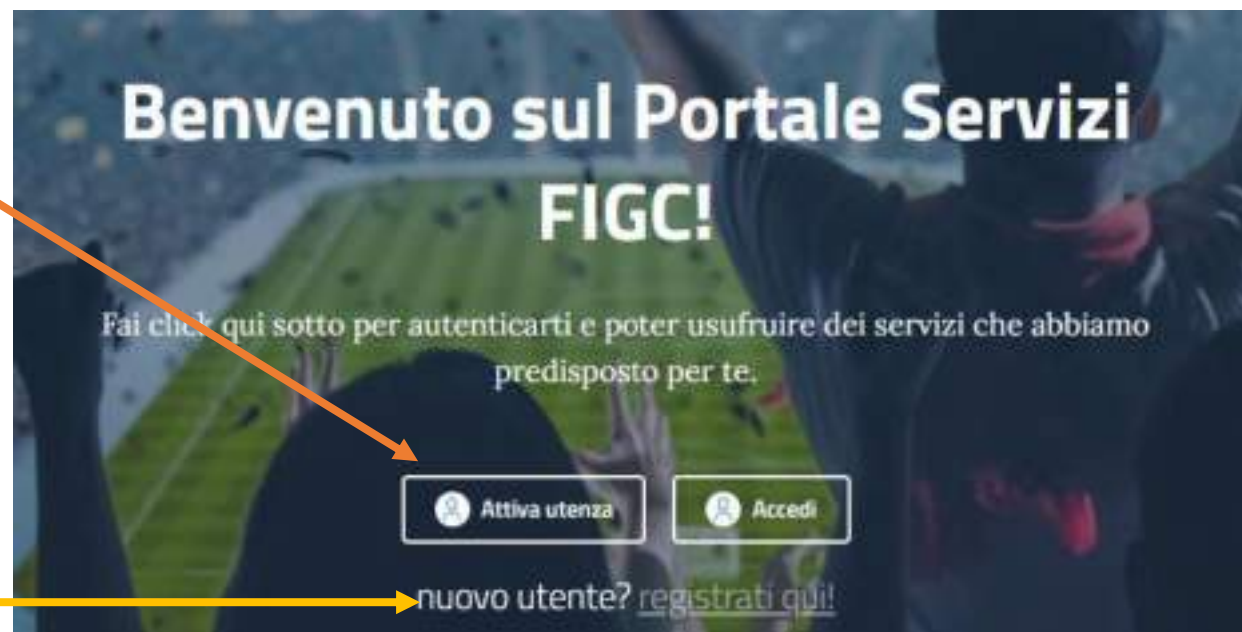 Benvenuto sul Portale Servizi
FIGC!
Fai click qui sotto per autenticarti e poter usufruire dei servizi che abbiamo
predisposto per te.
Attiva utenza
Accedi
nuovo utente? registrati qui!